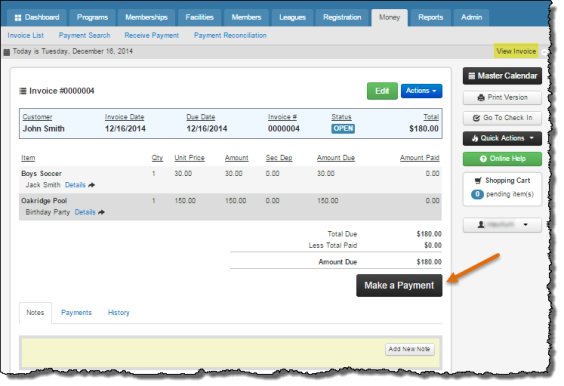 Dashboard Programs Memberships Facilities Members Leagues Registration Money Reports Admin
Invoice List Payment Search Receive Payment Payment Reconciliation
Today is Tuesday, December 16, 2014 View Invoice
Invoice #0000004 Edit Actions
Customer Invoice Date Due Date Invoice # Status Total
John Smith 12/16/2014 12/16/2014 0000004 OPEN $180.00
Item Qty Unit Price Amount Sec Dep Amount Due Amount Paid
Boys Soccer 1 30.00 30.00 0.00 30.00 0.00
Jack Smith Details
Oakridge Pool 1 150.00 150.00 0.00 150.00 0.00
Birthday Party Details
Total Due $180.00
Less Total Paid $0.00
Amount Due $180.00
Make a Payment
Notes Payments History
Add New Note
Master Calendar
Print Version
Go To Check In
Quick Actions
Online Help
Shopping Cart
0 pending item(s)